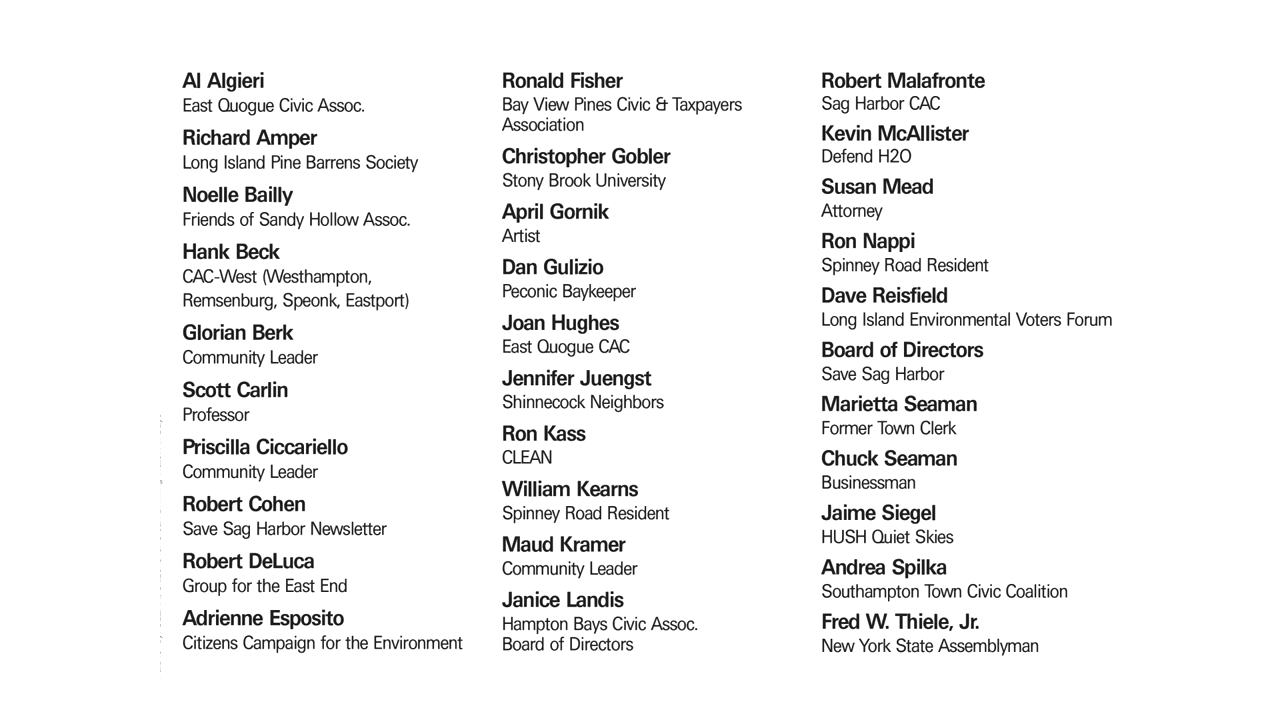 Al Algieri
East Quogue Civic Assoc.
Richard Amper
Long Island Pine Barrens Society
Noelle Bailly
Friends of Sandy Hollow Assoc.
Hank Beck
CAC-West (Westhampton,
Remsenburg, Speonk, Eastport)
Glorian Berk
Community Leader
Scott Carlin
Professor
Priscilla Ciccariello
Community Leader
Robert Cohen
Save Sag Harbor Newsletter
Robert DeLuca
Group for the East End
Adrienne Esposito
Citizens Campaign for the Environment
Ronald Fisher
Bay View Pines Civic & Taxpayers
Association
Christopher Gobler
Stony Brook University
April Gornik
Artist
Dan Gulizio
Peconic Baykeeper
Joan Hughes
East Quogue CAC
Jennifer Juengst
Shinnecock Neighbors
Ron Kass
CLEAN
William Kearns
Spinney Road Resident
Maud Kramer
Community Leader
Janice Landis
Hampton Bays Civic Assoc.
Board of Directors
Robert Malafronte
Sag Harbor CAC
Kevin McAllister
Defend H2O
Susan Mead
Attorney
Ron Nappi
Spinney Road Resident
Dave Reisfield
Long Island Environmental Voters Forum
Board of Directors
Save Sag Harbor
Marietta Seaman
Former Town Clerk
Chuck Seaman
Businessman
Jaime Siegel
HUSH Quiet Skies
Andrea Spilka
Southampton Town Civic Coalition
Fred W. Thiele, Jr.
New York State Assemblyman